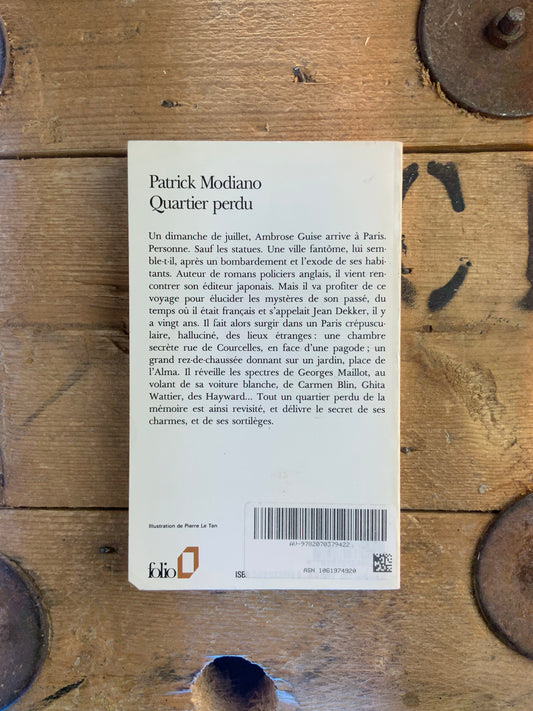 Patrick Modiano
Quartier perdu
Un dimanche de juillet, Ambrose Guise arrive à Paris.
Personne. Sauf les statues. Une ville fantôme, lui sem-
ble-t-il, après un bombardement et l'exode de ses habi-
tants. Auteur de romans policiers anglais, il vient ren-
contrer son éditeur japonais. Mais il va profiter de ce
voyage pour élucider les mystères de son passé, du
temps où il était français et s'appelait Jean Dekker, il y
a vingt ans. Il fait alors surgir dans un Paris crépuscu-
laire, halluciné, des lieux étranges : une chambre
secrète rue de Courcelles, en face d'une pagode ; un
grand rez-de-chaussée donnant sur un jardin, place de
l'Alma. Il réveille les spectres de Georges Maillot, au
volant de sa voiture blanche, de Carmen Blin, Ghita
Wattier, des Hayward... Tout un quartier perdu de la
mémoire est ainsi revisité, et délivre le secret de ses
charmes, et de ses sortilèges.
Illustration de Pierre Le Tan
AV-9782070379422
folio
ISB
ASN 1061974920